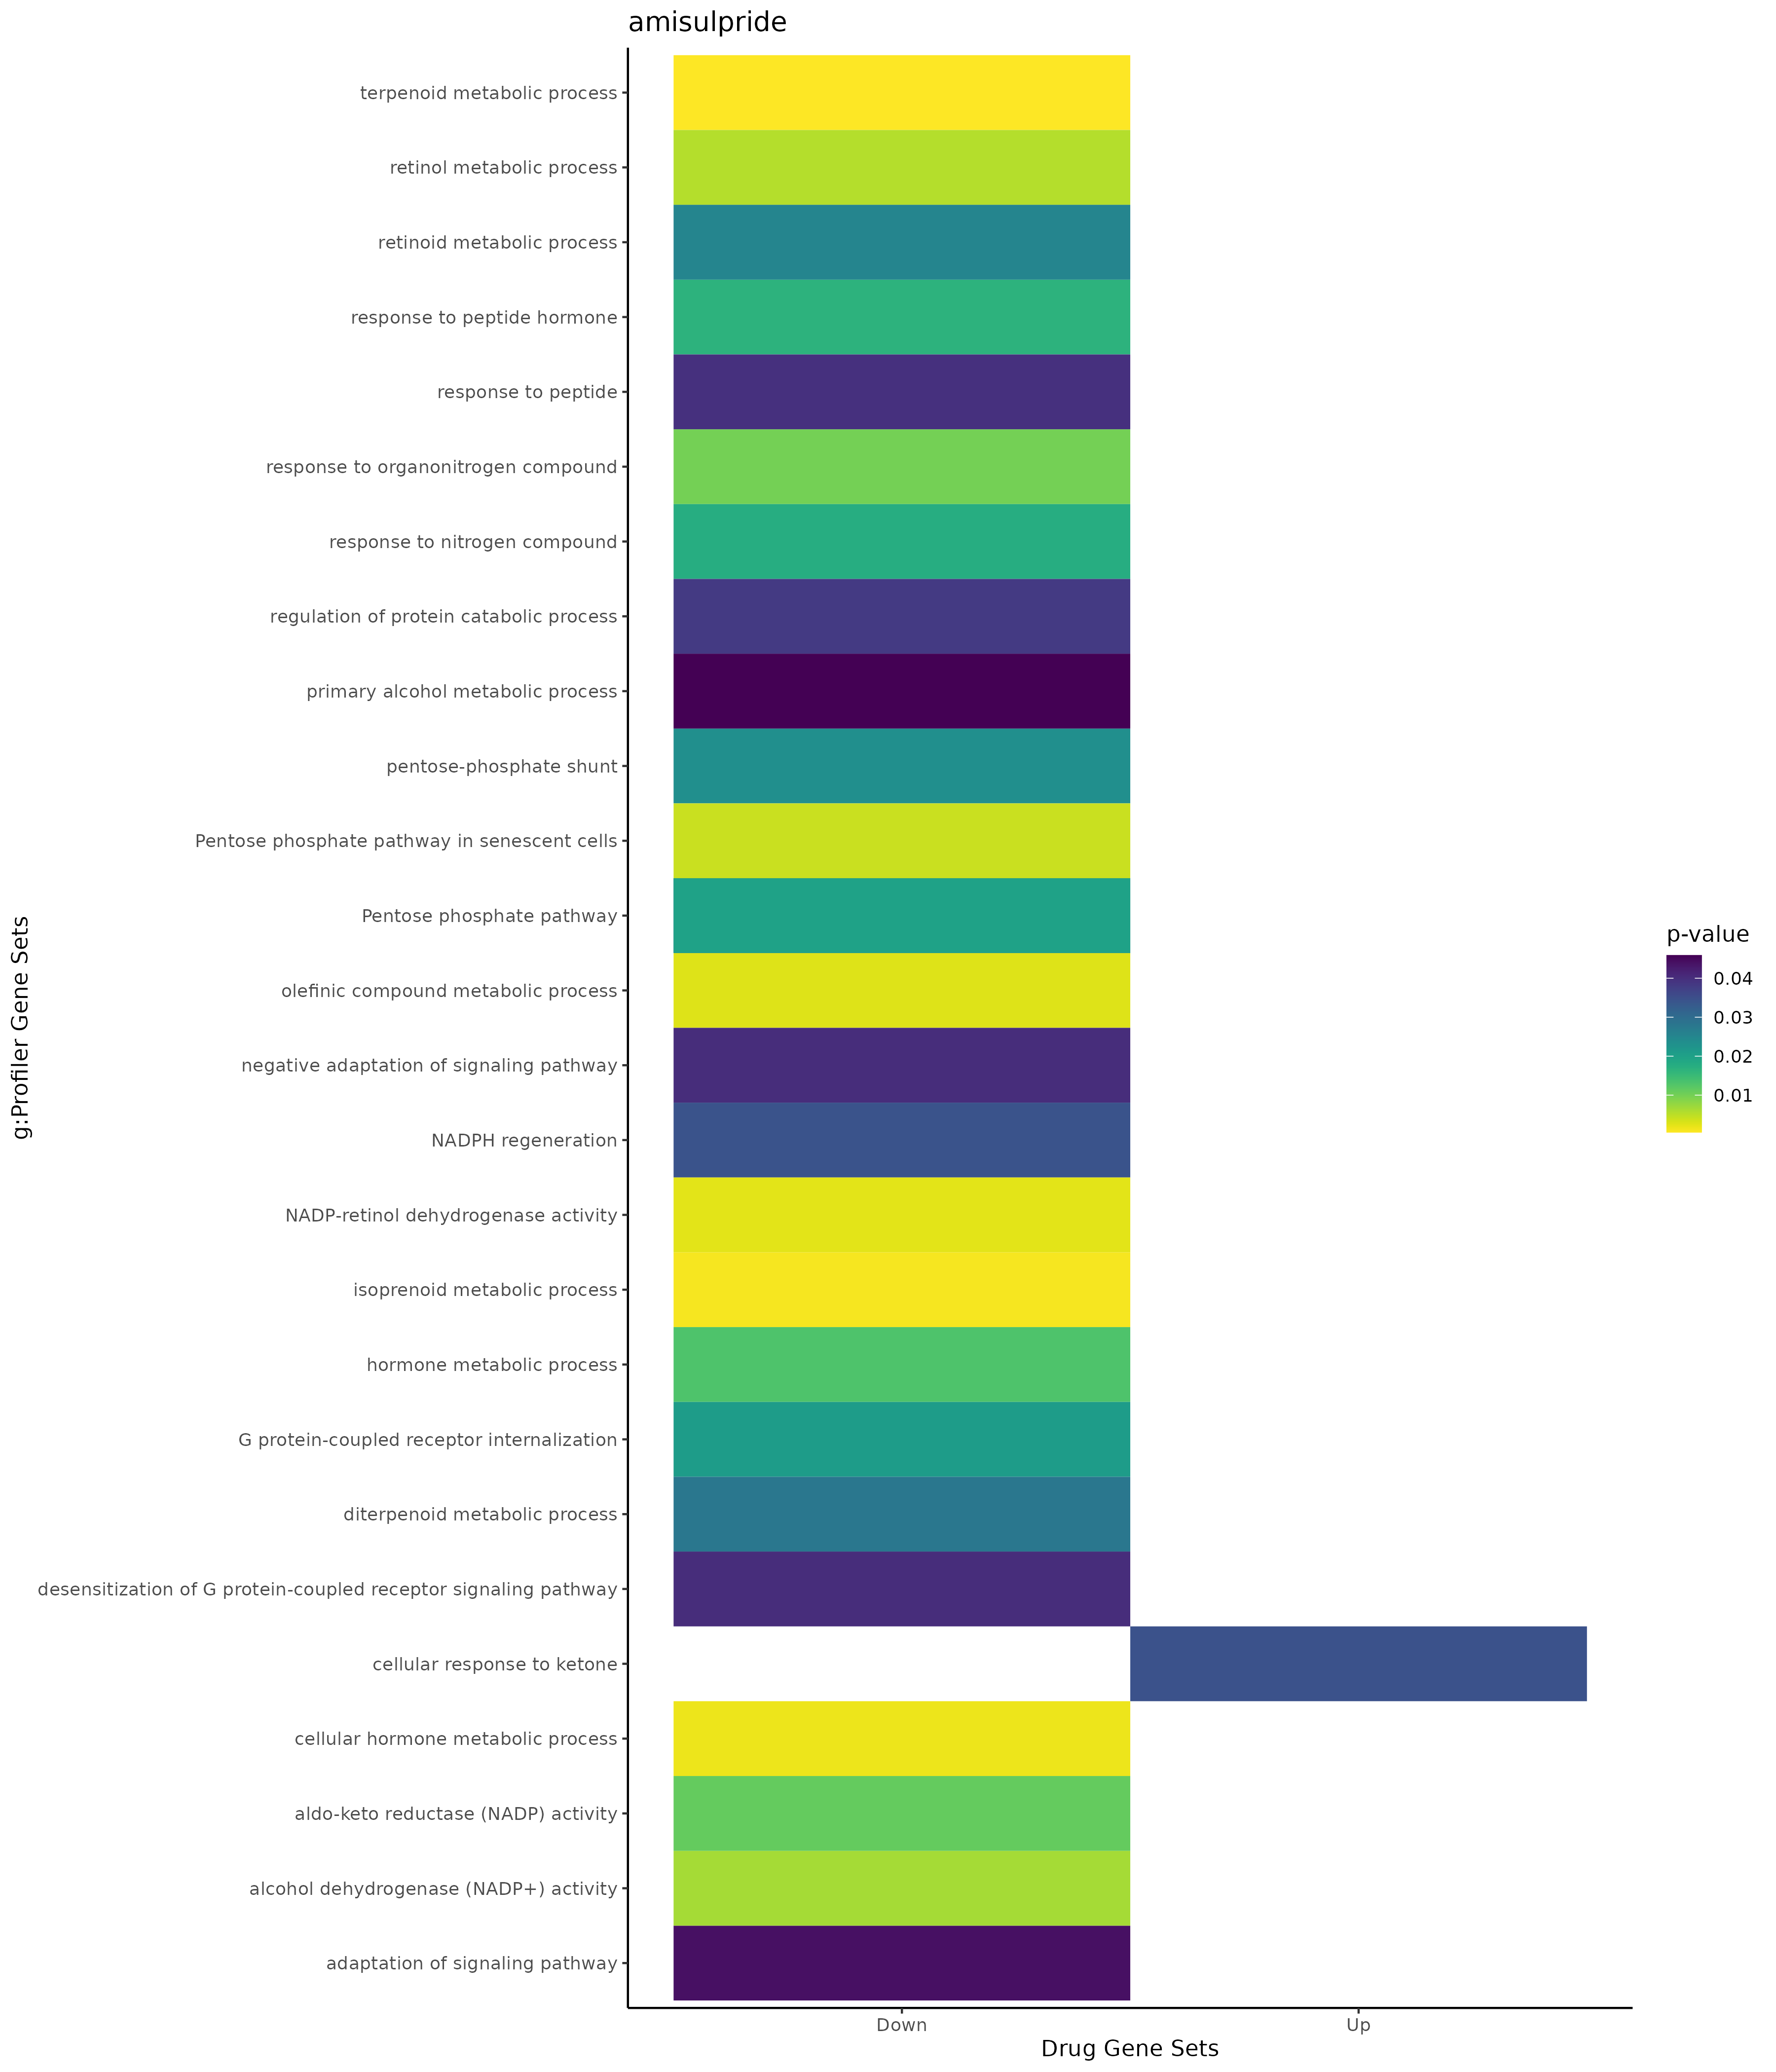 amisulpride
terpenoid metabolic process
retinol metabolic process
retinoid metabolic process
response to peptide hormone
response to peptide
response to organonitrogen compound
response to nitrogen compound
regulation of protein catabolic process
primary alcohol metabolic process
pentose-phosphate shunt
Pentose phosphate pathway in senescent cells
Pentose phosphate pathway
olefinic compound metabolic process
negative adaptation of signaling pathway
NADPH regeneration
NADP-retinol dehydrogenase activity
isoprenoid metabolic process
hormone metabolic process
G protein-coupled receptor internalization
diterpenoid metabolic process
desensitization of G protein-coupled receptor signaling pathway
cellular response to ketone
cellular hormone metabolic process
aldo-keto reductase (NADP) activity
alcohol dehydrogenase (NADP+) activity
adaptation of signaling pathway
g:Profiler Gene Sets
Down
Up
Drug Gene Sets
p-value
0.04
0.03
0.02
0.01